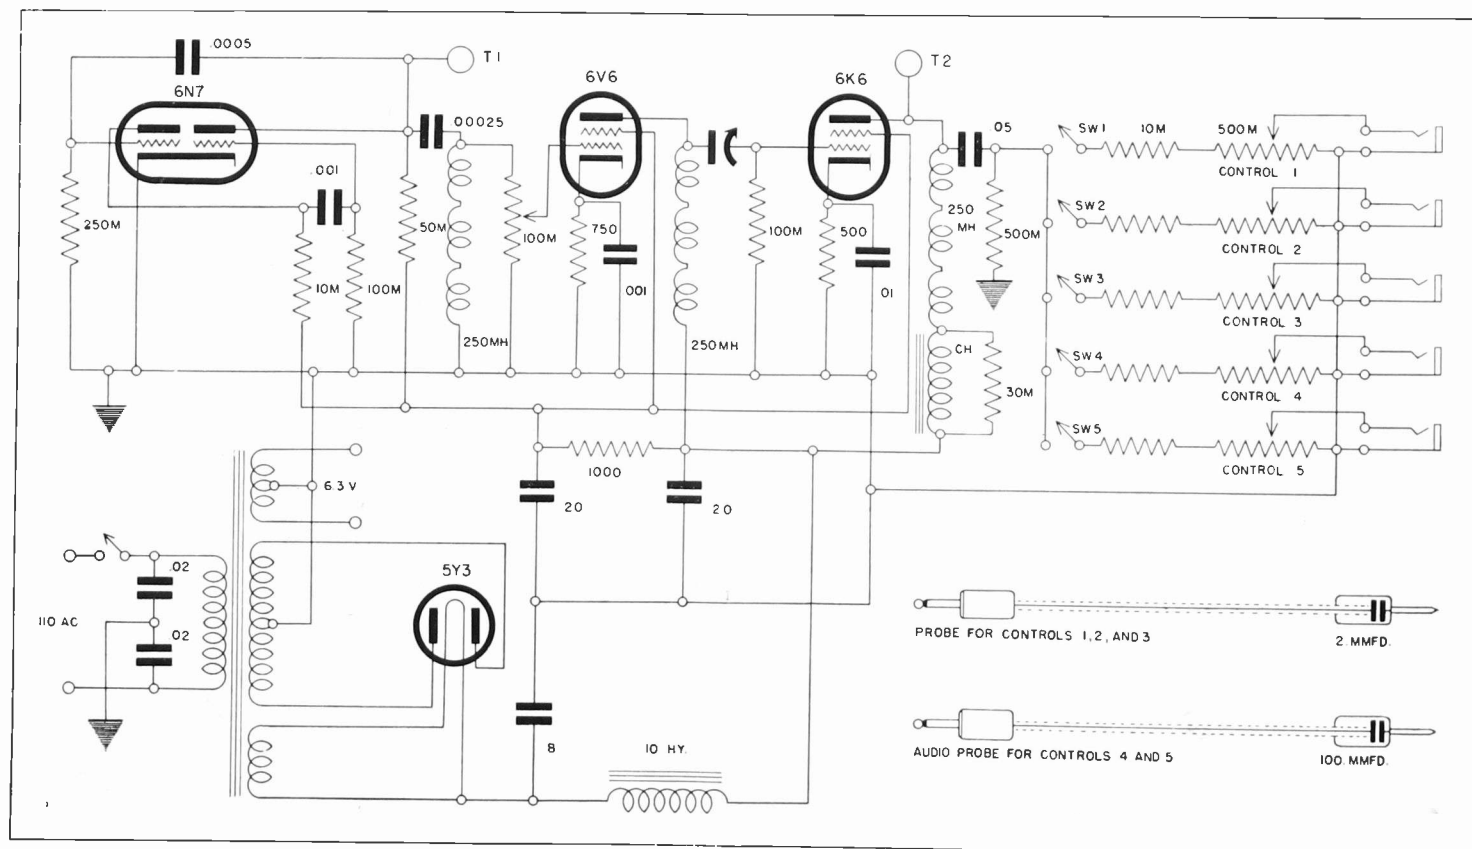 .0005
T1
6N7
.00025
6V6
6K6
T2
.05
SW1
10M
500M
CONTROL 1
.001
250M
50M
100M
750
100M
500
250 MH
500M
SW2
CONTROL 2
10M
100M
.001
.01
SW3
CONTROL 3
250MH
250MH
CH
30M
SW4
CONTROL 4
SW5
CONTROL 5
6.3 V
1000
20
20
.02
110 AC
.02
5Y3
8
10 HY.
PROBE FOR CONTROLS 1, 2, AND 3
2. MMFD.
AUDIO PROBE FOR CONTROLS 4 AND 5
100. MMFD.